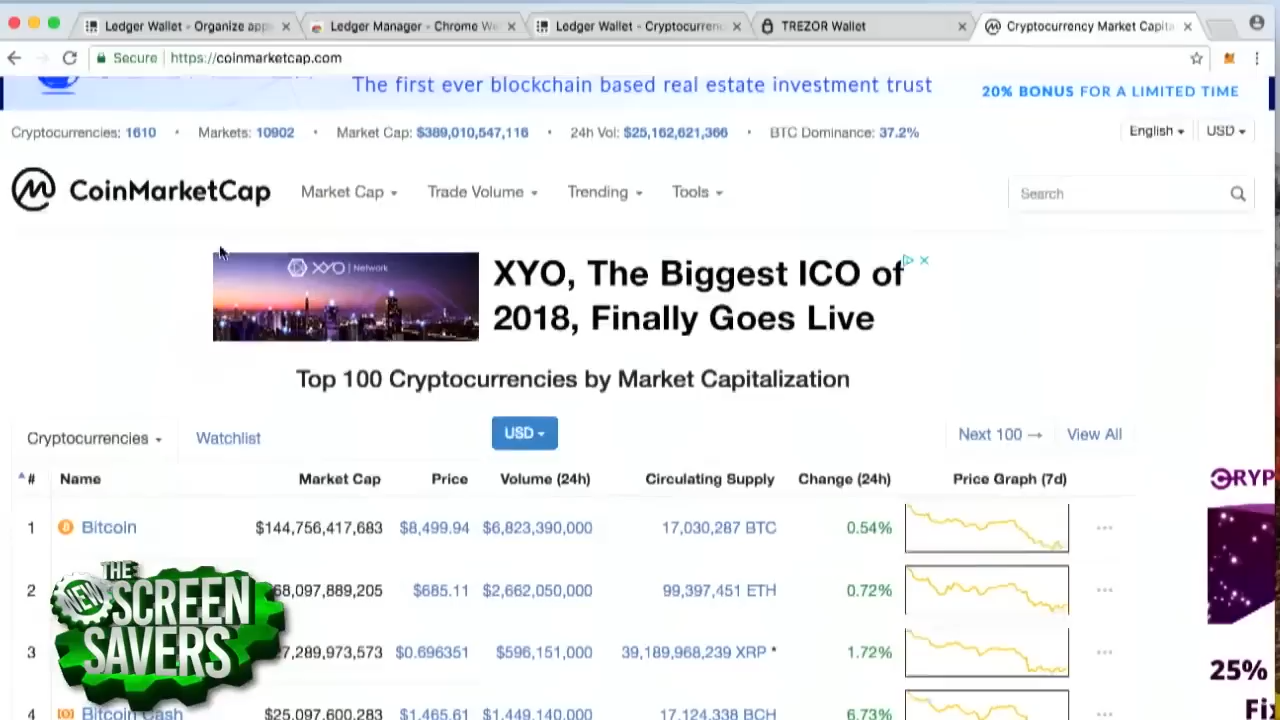 Ledger Wallet - Organize app
Ledger Manager - Chrome We
Ledger Wallet - Cryptocurren
TREZOR Wallet
Cryptocurrency Market Capita
Secure
https://coinmarketcap.com
The first ever blockchain based real estate investment trust
20% BONUS FOR A LIMITED TIME
Cryptocurrencies: 1610 • Markets: 10902 • Market Cap: $389,010,547,116 • 24h Vol: $25,162,621,366 • BTC Dominance: 37.2%
English
USD
CoinMarketCap
Market Cap
Trade Volume
Trending
Tools
Search
XYO | Network
XYO, The Biggest ICO of
2018, Finally Goes Live
Top 100 Cryptocurrencies by Market Capitalization
Cryptocurrencies
Watchlist
USD
Next 100 →
View All
# Name Market Cap Price Volume (24h) Circulating Supply Change (24h) Price Graph (7d)
1 Bitcoin $144,756,417,683 $8,499.94 $6,823,390,000 17,030,287 BTC 0.54%
2 68,097,889,205 $685.11 $2,662,050,000 99,397,451 ETH 0.72%
3 7,289,973,573 $0.696351 $596,151,000 39,189,968,239 XRP * 1.72%
4 Bitcoin Cash $25,097,600,283 $1,465.61 $1,449,140,000 17,124,338 BCH 6.73%
THE
NEW
SCREEN
SAVERS
CRYP
25%
Fi